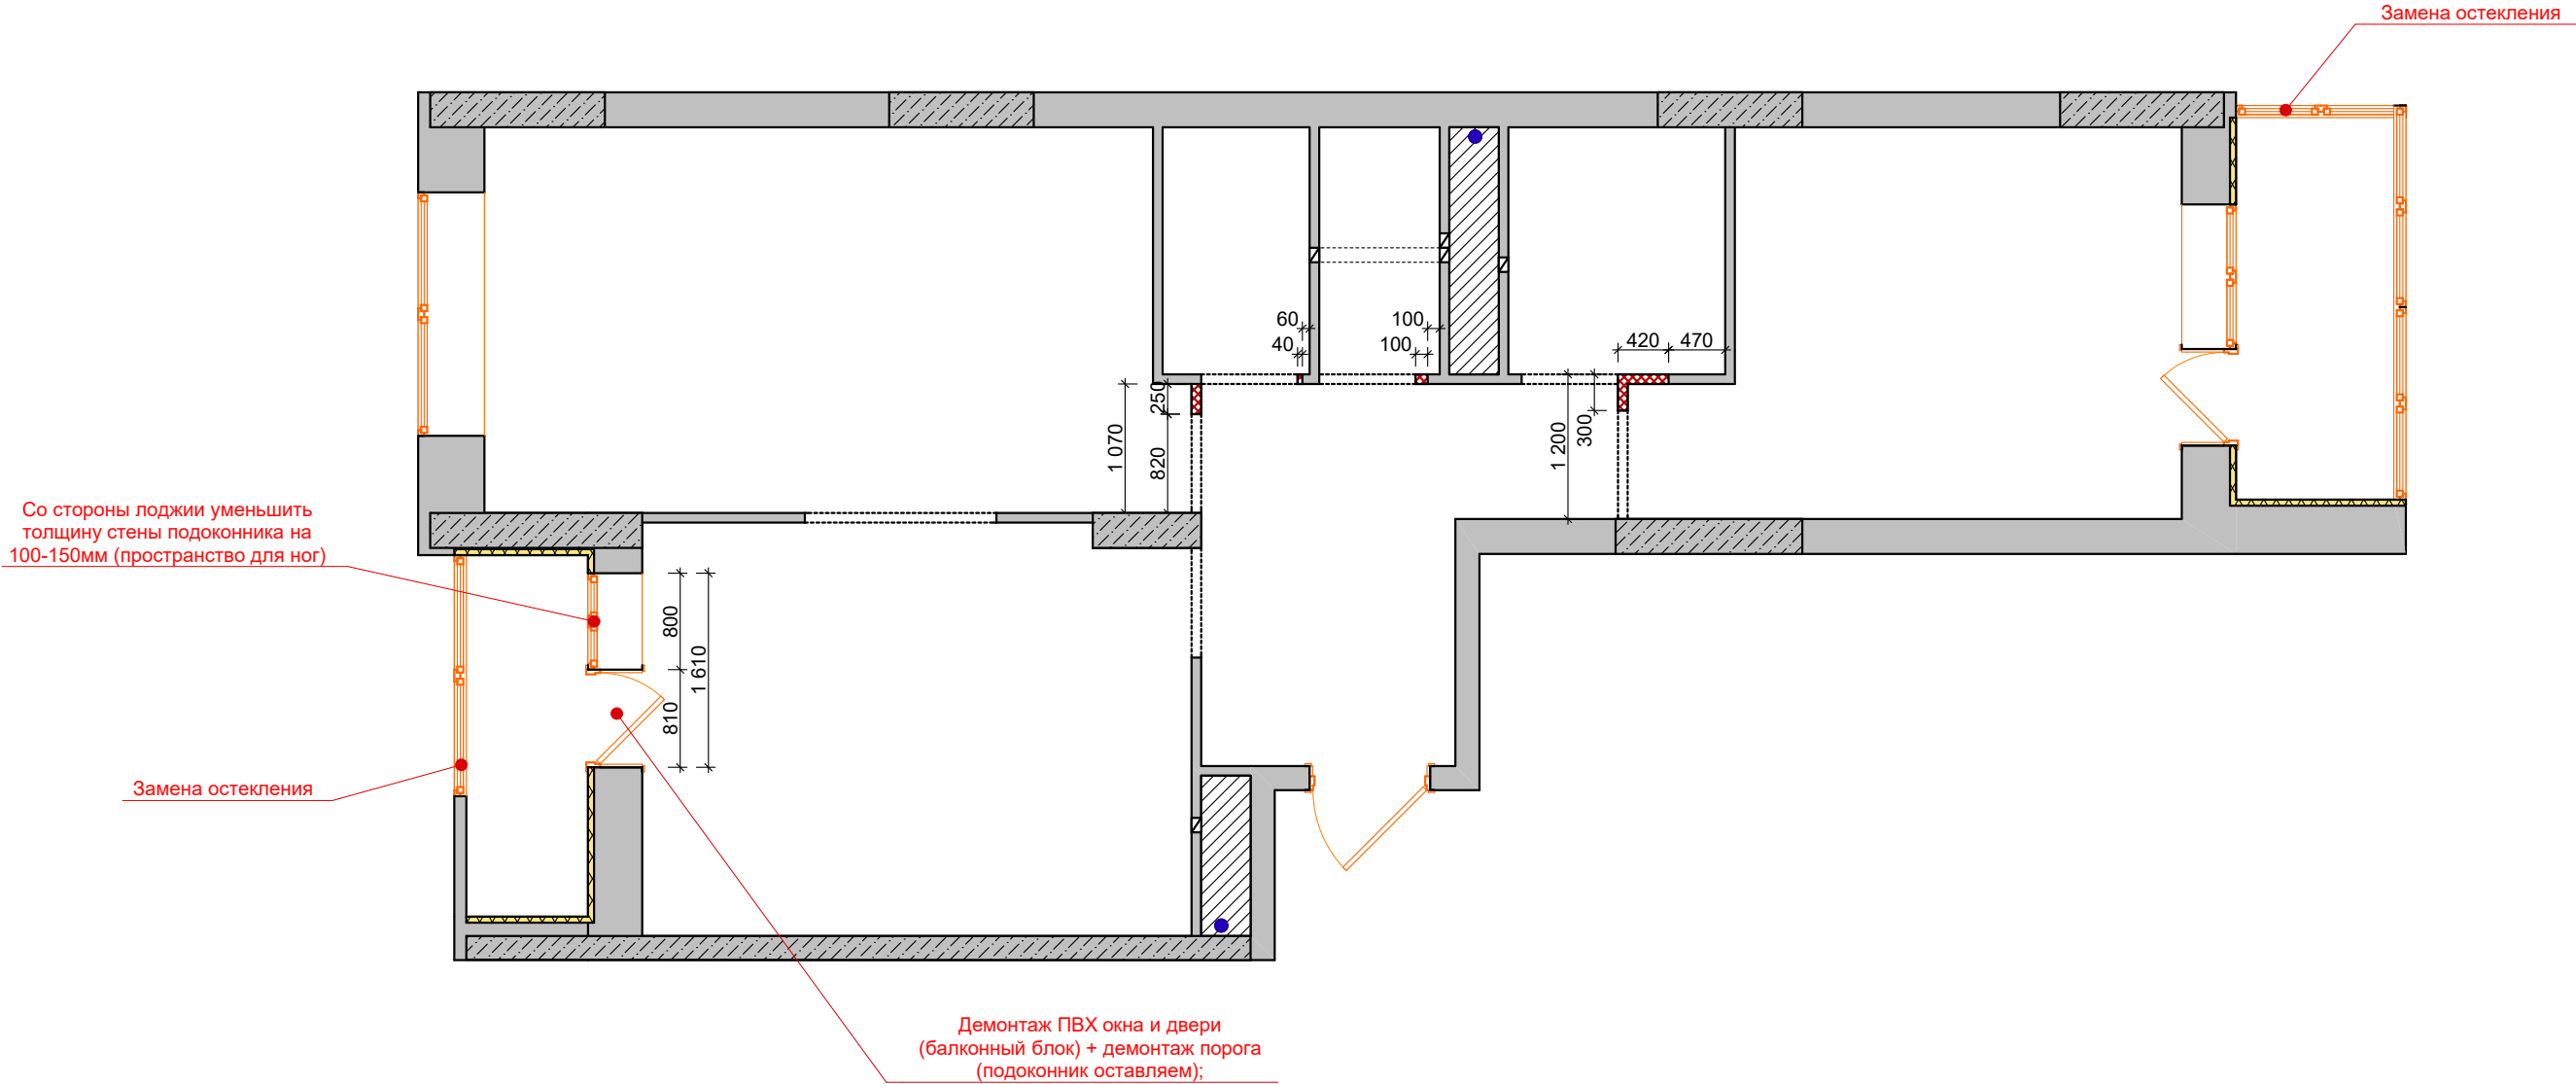 Замена остекления
60
100
40
100
420
470
250
1 070
820
1 200
300
Со стороны лоджии уменьшить
толщину стены подоконника на
100-150мм (пространство для ног)
800
1 610
810
Замена остекления
Демонтаж ПВХ окна и двери
(балконный блок) + демонтаж порога
(подоконник оставляем);